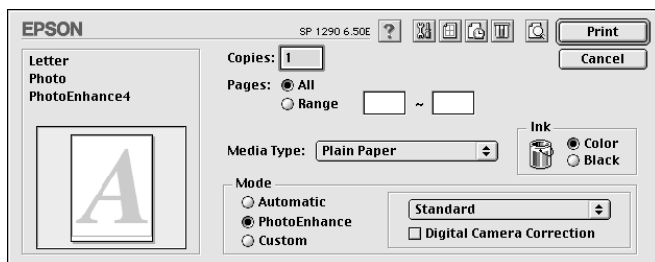 EPSON
SP 1290 6.50E
?
Print
Cancel
Letter
Photo
PhotoEnhance4
A
Copies: 1
Pages: All
Range ~
Media Type: Plain Paper
Ink
Color
Black
Mode
Automatic
PhotoEnhance
Custom
Standard
Digital Camera Correction